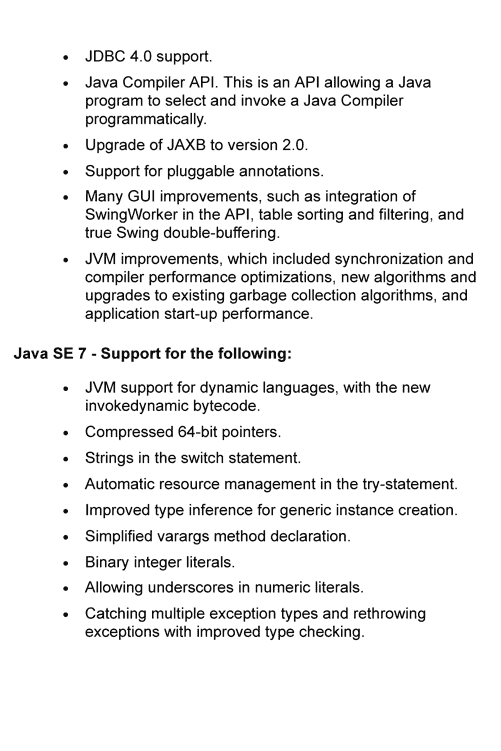 • JDBC 4.0 support.
• Java Compiler API. This is an API allowing a Java
program to select and invoke a Java Compiler
programmatically.
• Upgrade of JAXB to version 2.0.
• Support for pluggable annotations.
• Many GUI improvements, such as integration of
SwingWorker in the API, table sorting and filtering, and
true Swing double-buffering.
• JVM improvements, which included synchronization and
compiler performance optimizations, new algorithms and
upgrades to existing garbage collection algorithms, and
application start-up performance.
Java SE 7 - Support for the following:
• JVM support for dynamic languages, with the new
invokedynamic bytecode.
• Compressed 64-bit pointers.
• Strings in the switch statement.
• Automatic resource management in the try-statement.
• Improved type inference for generic instance creation.
• Simplified varargs method declaration.
• Binary integer literals.
• Allowing underscores in numeric literals.
• Catching multiple exception types and rethrowing
exceptions with improved type checking.